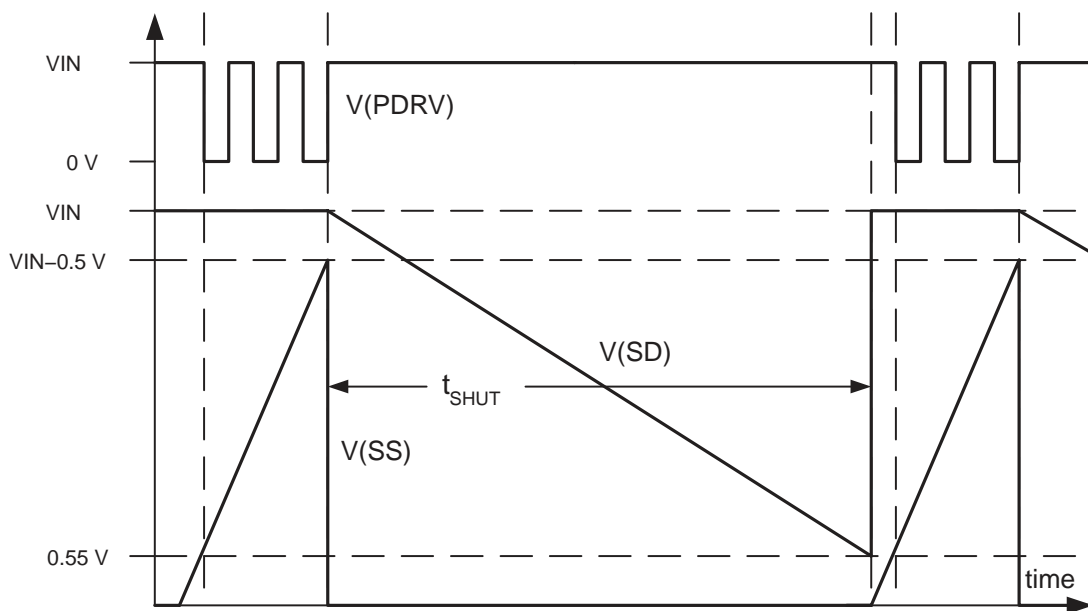 VIN
V(PDRV)
0 V
VIN
VIN–0.5 V
V(SD)
tSHUT
V(SS)
0.55 V
time